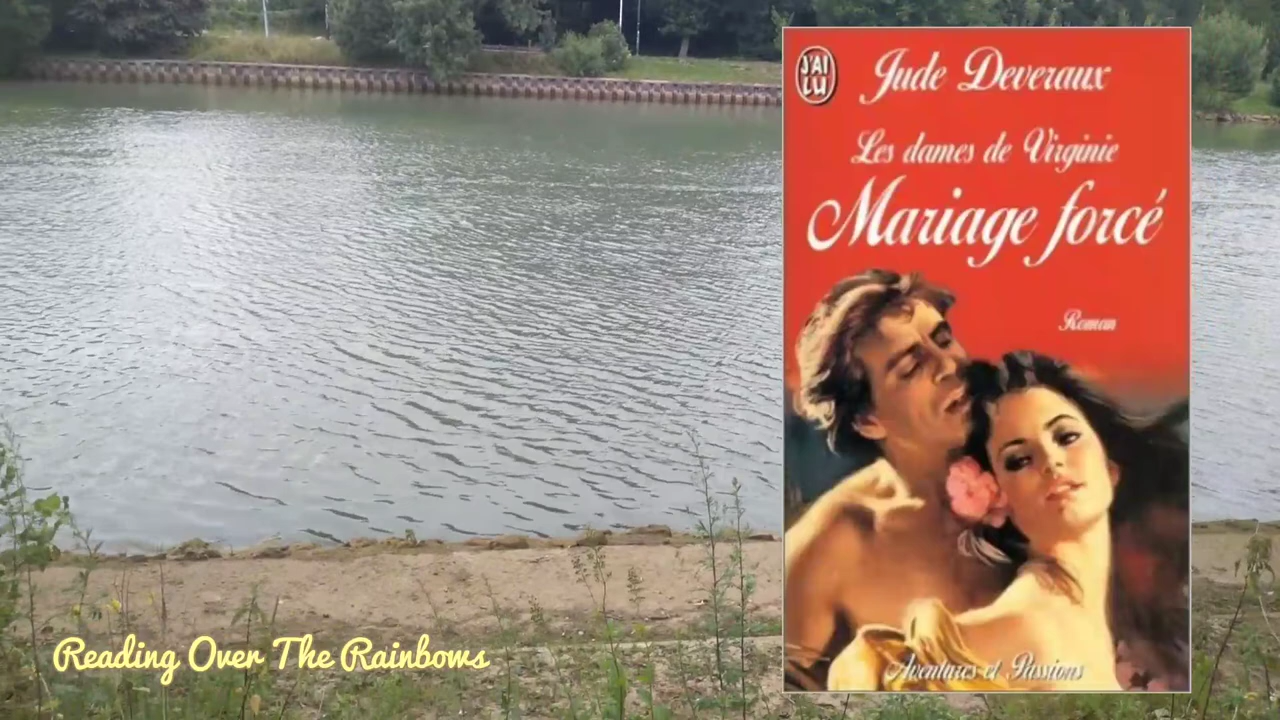 J'AI
LU
Jude Deveraux
Les dames de Virginie
Mariage forcé
Roman
Aventures et Passions
Reading Over The Rainbows